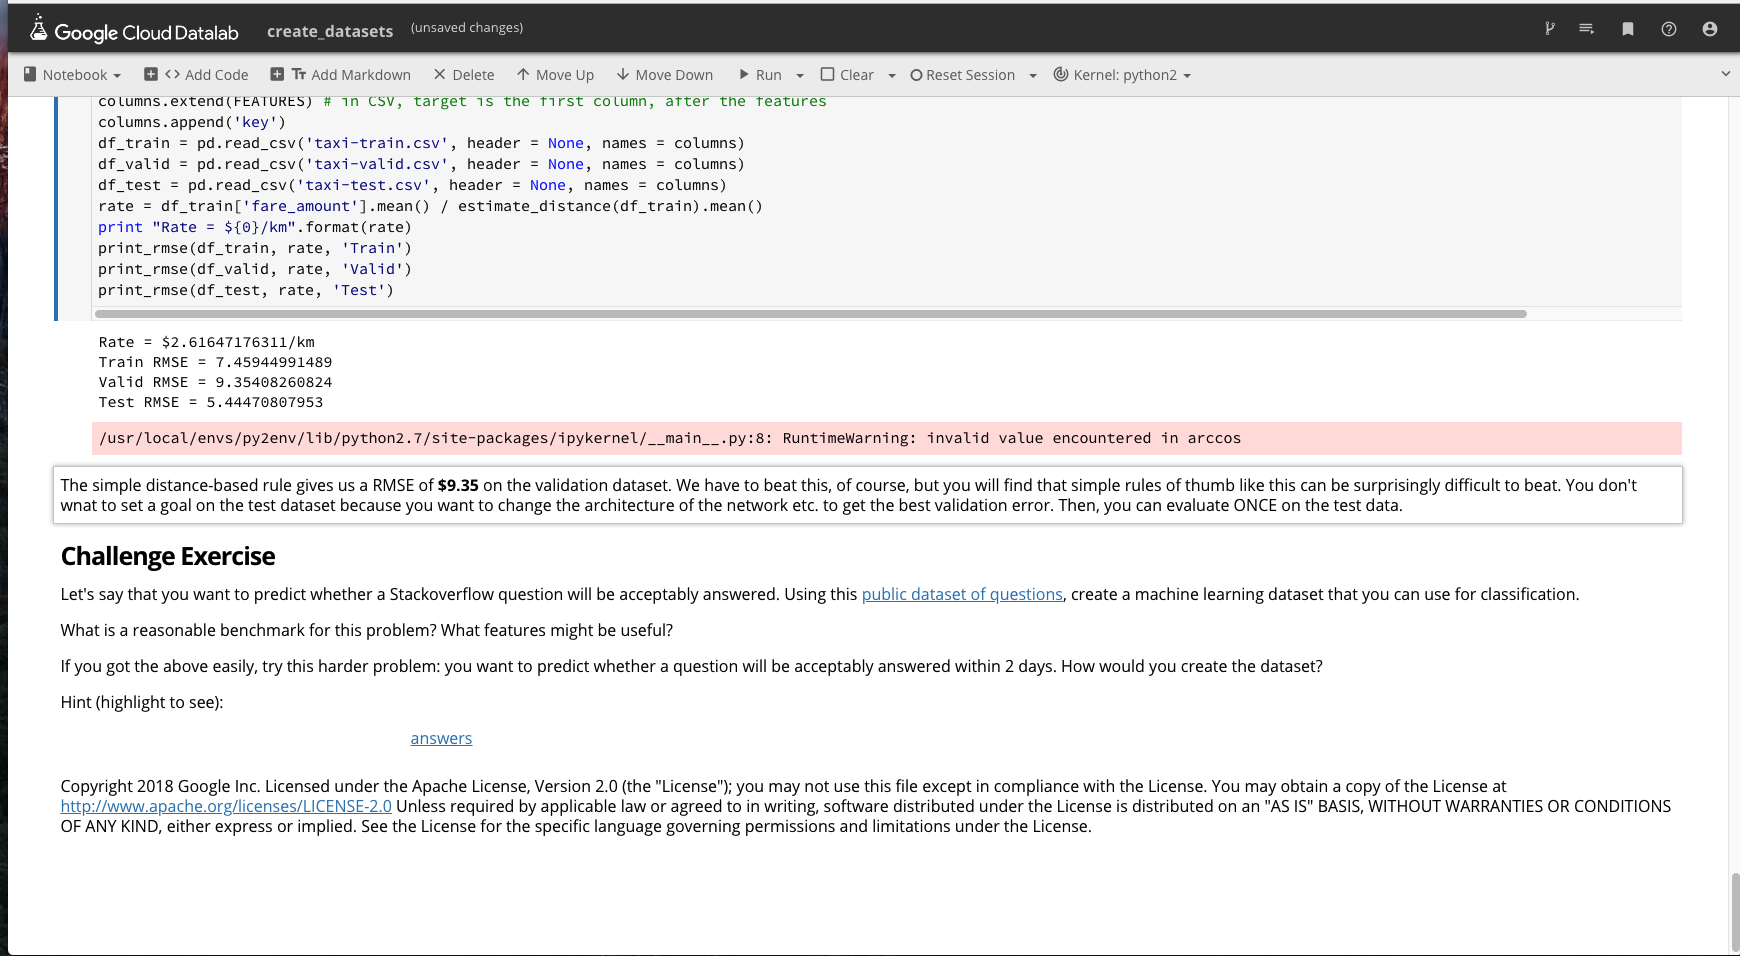 Google Cloud Datalab create_datasets (unsaved changes)
Notebook <> Add Code Tr Add Markdown Delete Move Up Move Down Run Clear Reset Session Kernel: python2
columns.extend(FEATURES) # in CSV, target is the first column, after the features
columns.append('key')
df_train = pd.read_csv('taxi-train.csv', header = None, names = columns)
df_valid = pd.read_csv('taxi-valid.csv', header = None, names = columns)
df_test = pd.read_csv('taxi-test.csv', header = None, names = columns)
rate = df_train['fare_amount'].mean() / estimate_distance(df_train).mean()
print "Rate = ${0}/km".format(rate)
print_rmse(df_train, rate, 'Train')
print_rmse(df_valid, rate, 'Valid')
print_rmse(df_test, rate, 'Test')
Rate = $2.61647176311/km
Train RMSE = 7.45944991489
Valid RMSE = 9.35408260824
Test RMSE = 5.44470807953
/usr/local/envs/py2env/lib/python2.7/site-packages/ipykernel/__main__.py:8: RuntimeWarning: invalid value encountered in arccos
The simple distance-based rule gives us a RMSE of $9.35 on the validation dataset. We have to beat this, of course, but you will find that simple rules of thumb like this can be surprisingly difficult to beat. You don't
wnat to set a goal on the test dataset because you want to change the architecture of the network etc. to get the best validation error. Then, you can evaluate ONCE on the test data.
Challenge Exercise
Let's say that you want to predict whether a Stackoverflow question will be acceptably answered. Using this public dataset of questions, create a machine learning dataset that you can use for classification.
What is a reasonable benchmark for this problem? What features might be useful?
If you got the above easily, try this harder problem: you want to predict whether a question will be acceptably answered within 2 days. How would you create the dataset?
Hint (highlight to see):
answers
Copyright 2018 Google Inc. Licensed under the Apache License, Version 2.0 (the "License"); you may not use this file except in compliance with the License. You may obtain a copy of the License at
http://www.apache.org/licenses/LICENSE-2.0 Unless required by applicable law or agreed to in writing, software distributed under the License is distributed on an "AS IS" BASIS, WITHOUT WARRANTIES OR CONDITIONS
OF ANY KIND, either express or implied. See the License for the specific language governing permissions and limitations under the License.